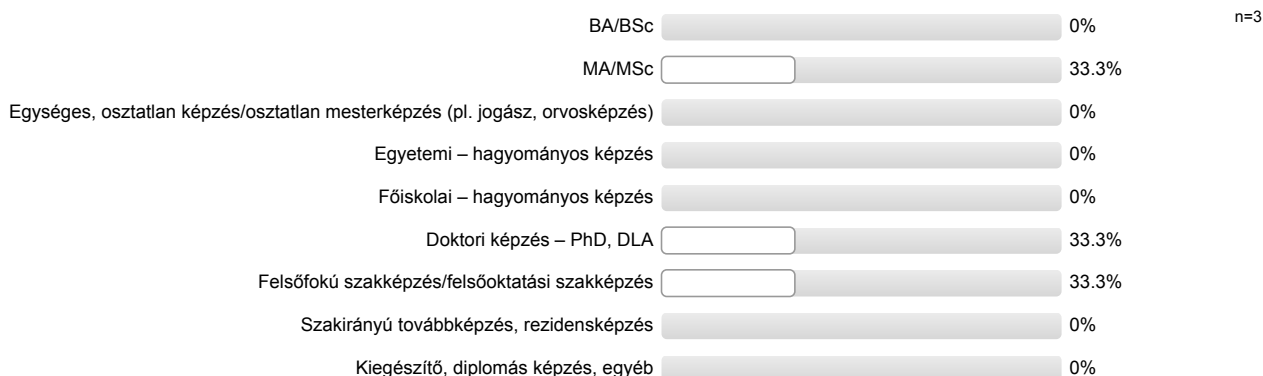 BA/BSc 0% n=3
MA/MSc 33.3%
Egységes, osztatlan képzés/osztatlan mesterképzés (pl. jogász, orvosképzés) 0%
Egyetemi – hagyományos képzés 0%
Főiskolai – hagyományos képzés 0%
Doktori képzés – PhD, DLA 33.3%
Felsőfokú szakképzés/felsőoktatási szakképzés 33.3%
Szakirányú továbbképzés, rezidensképzés 0%
Kiegészítő, diplomás képzés, egyéb 0%